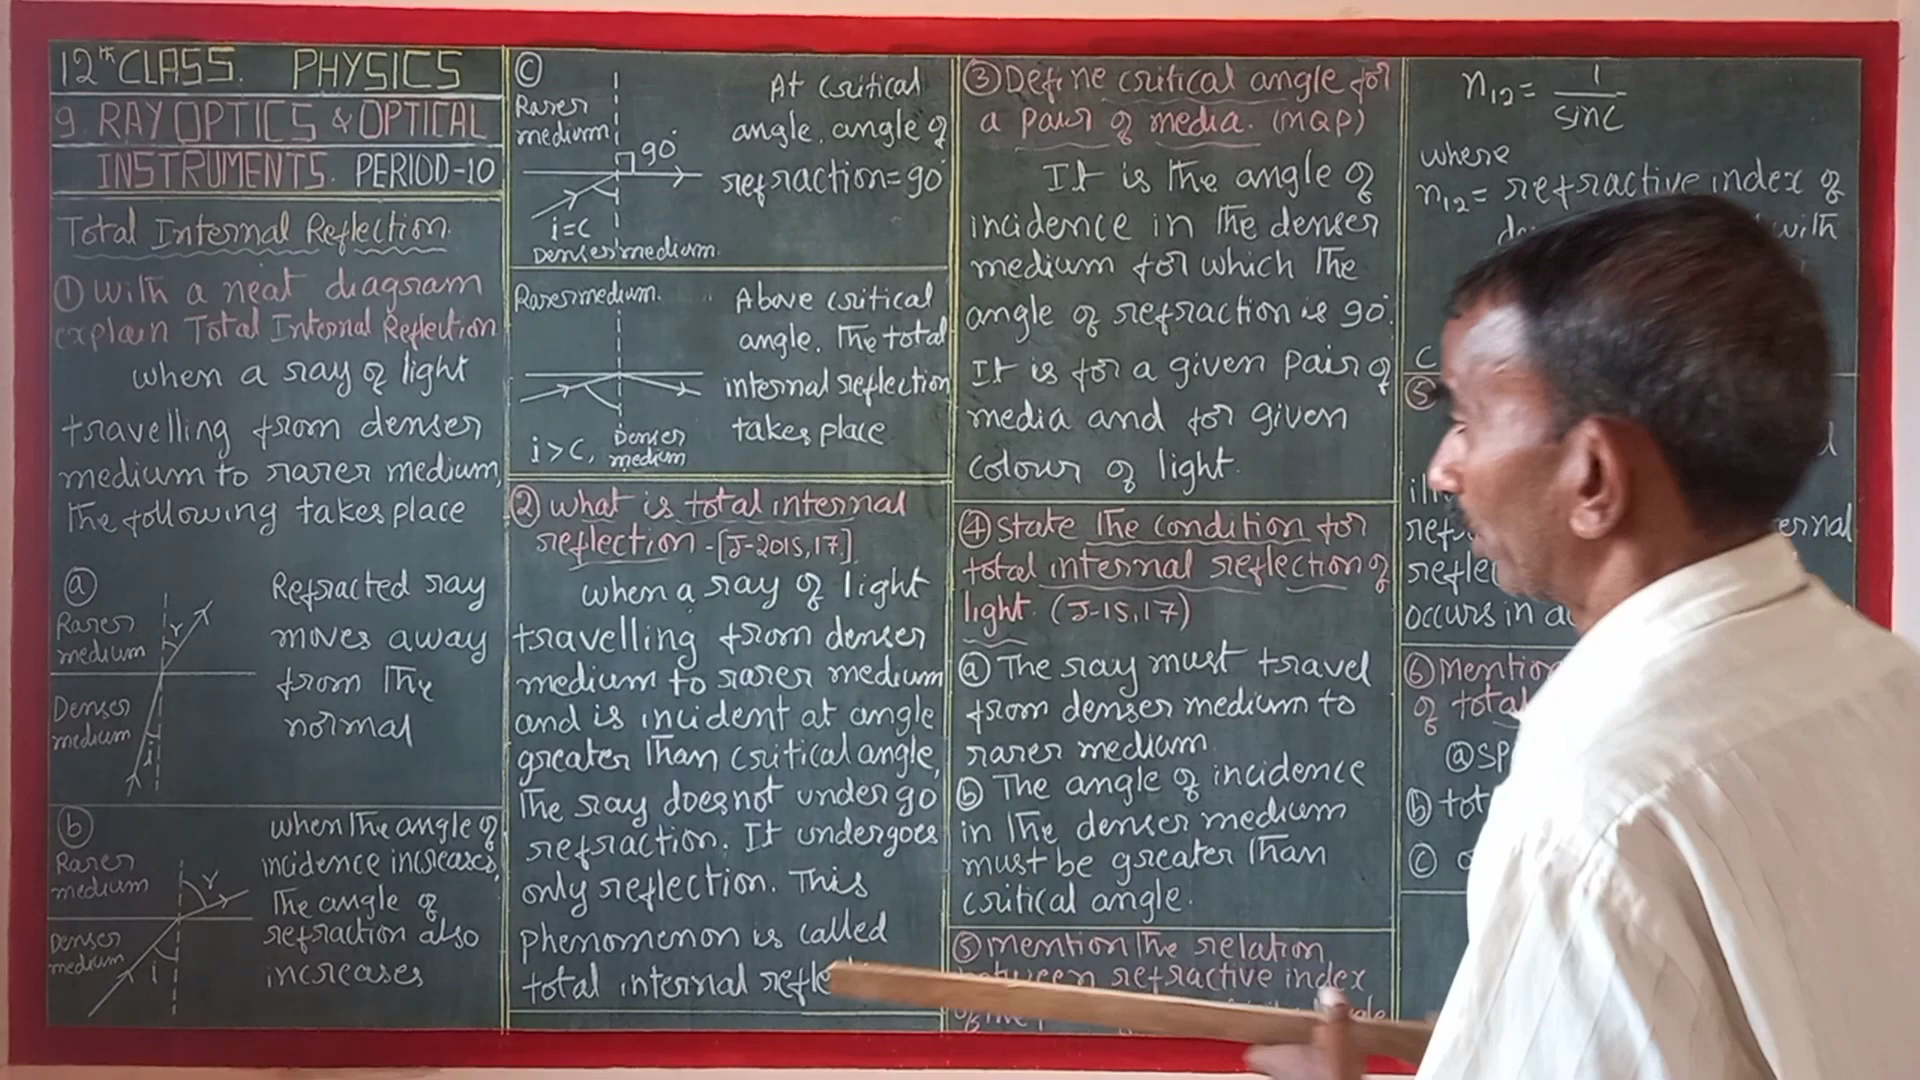 12th CLASS. PHYSICS
9. RAY OPTICS & OPTICAL
INSTRUMENTS. PERIOD-10
Total Internal Reflection.
① With a neat diagram
explain Total Internal Reflection
when a ray of light
travelling from denser
medium to rarer medium,
the following takes place
ⓐ
Rarer
medium
r
Denser
medium
i
Refracted ray
moves away
from the
normal
ⓑ
Rarer
medium
r
Denser
medium
i
when the angle of
incidence increases,
The angle of
refraction also
increases
ⓒ
Rarer
medium
90°
i=c
Denser medium.
At critical
angle, angle of
refraction=90°
Rarer medium.
i>c, Denser
medium
Above critical
angle. The total
internal reflection
takes place
② what is total internal
reflection -[J-2015,17.]
when a ray of light
travelling from denser
medium to rarer medium
and is incident at angle
greater than critical angle,
The ray does not under go
refraction. It undergoes
only reflection. This
phenomenon is called
total internal
③ Define critical angle for
a pair of media. (MQP)
It is the angle of
incidence in the denser
medium for which the
angle of refraction is 90°.
It is for a given pair of
media and for given
colour of light.
④ State the condition for
total internal reflection of
light. (J-15,17)
ⓐ The ray must travel
from denser medium to
rarer medium.
ⓑ The angle of incidence
in the denser medium
must be greater than
critical angle.
⑤ mention the relation
between refractive index
n₁₂ = 1/sinc
where
n₁₂ = refractive index of
with
C
⑤
occurs in
⑥ mention
of total
ⓐ
ⓑ
ⓒ